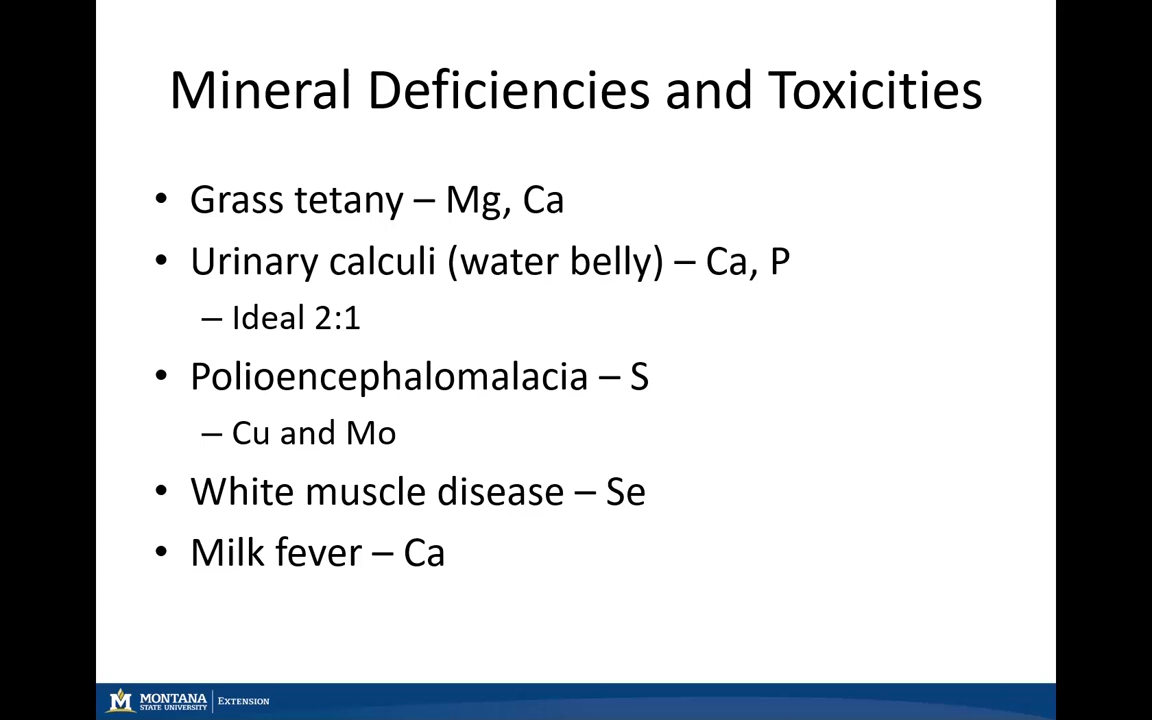 Mineral Deficiencies and Toxicities
• Grass tetany – Mg, Ca
• Urinary calculi (water belly) – Ca, P
– Ideal 2:1
• Polioencephalomalacia – S
– Cu and Mo
• White muscle disease – Se
• Milk fever – Ca
M MONTANA
STATE UNIVERSITY
EXTENSION